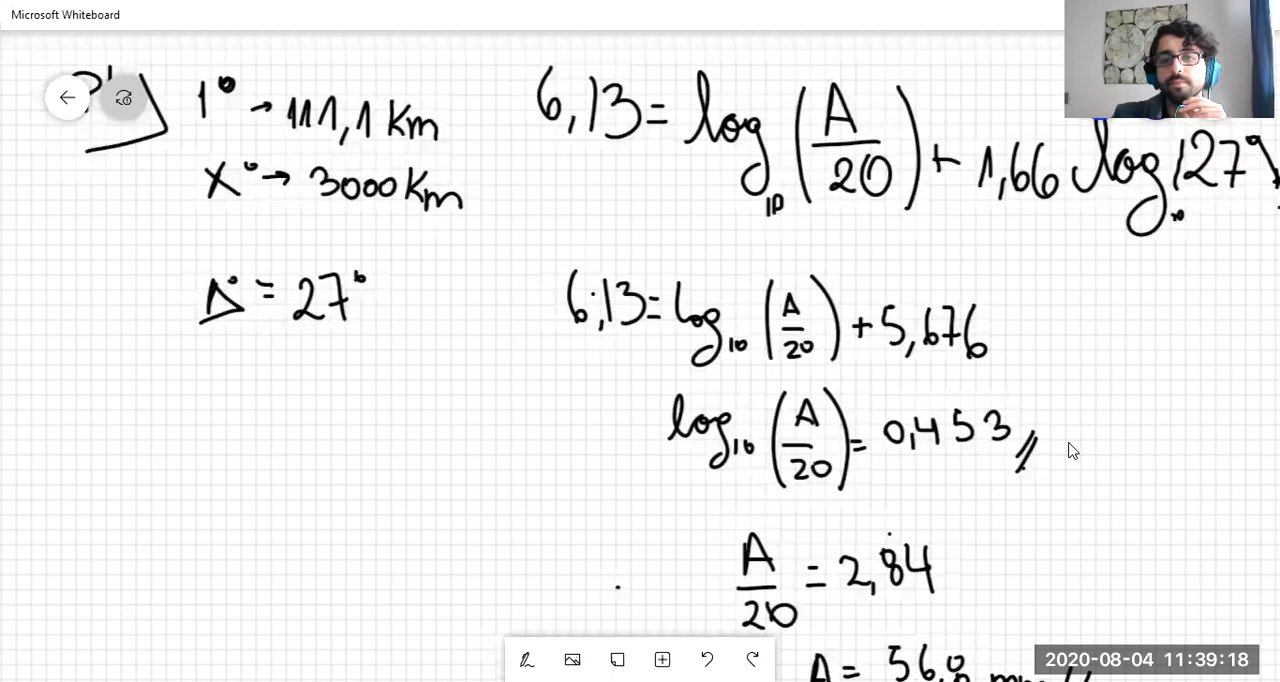 Microsoft Whiteboard
1° → 111,1 Km
x° → 3000 Km
Δ° = 27°
6,13 = log₁₀ (A/20) + 1,66 log₁₀ (27°)
6,13 = log₁₀ (A/20) + 5,676
log₁₀ (A/20) = 0,453 //
A/20 = 2,84
A = 56,8
2020-08-04 11:39:18